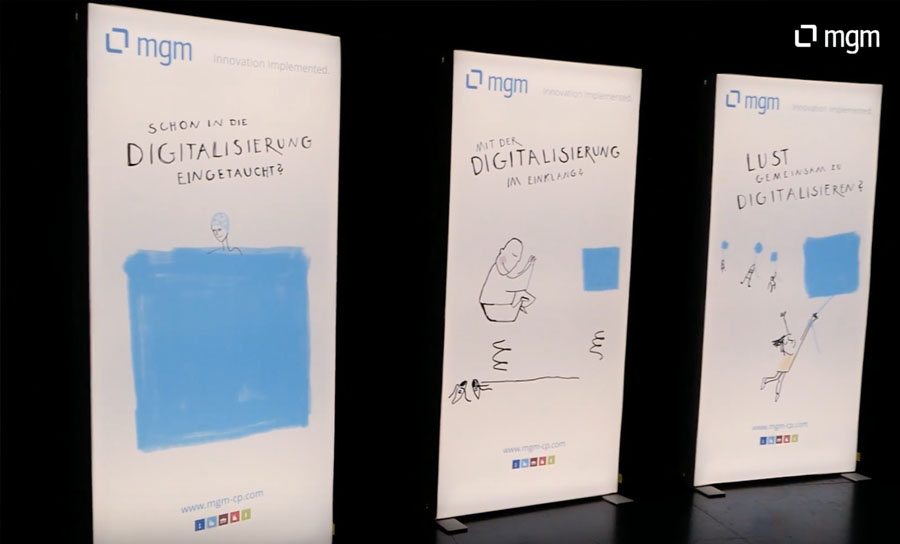 mgm
mgm
Innovation Implemented.
SCHON IN DIE
DIGITALISIERUNG
EINGETAUCHT?
www.mgm-cp.com
mgm
Innovation Implemented.
MIT DER
DIGITALISIERUNG
IM EINKLANG?
www.mgm-cp.com
mgm
Innovation Implemented.
LUST
GEMEINSAM ZU
DIGITALISIEREN?
www.mgm-cp.com